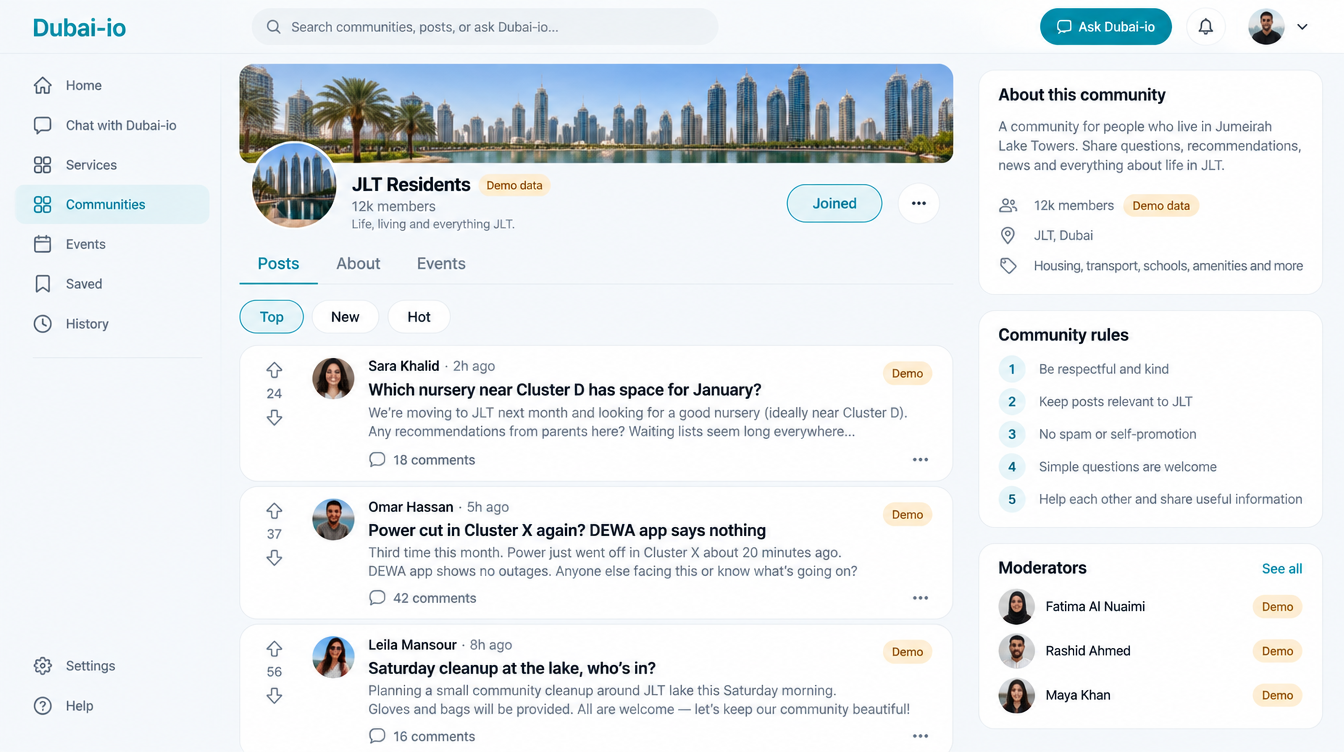 Dubai-io
Search communities, posts, or ask Dubai-io...
Ask Dubai-io
Home
Chat with Dubai-io
Services
Communities
Events
Saved
History
Settings
Help
JLT Residents
Demo data
12k members
Life, living and everything JLT.
Joined
Posts
About
Events
Top
New
Hot
24
Sara Khalid · 2h ago
Demo
Which nursery near Cluster D has space for January?
We’re moving to JLT next month and looking for a good nursery (ideally near Cluster D).
Any recommendations from parents here? Waiting lists seem long everywhere...
18 comments
37
Omar Hassan · 5h ago
Demo
Power cut in Cluster X again? DEWA app says nothing
Third time this month. Power just went off in Cluster X about 20 minutes ago.
DEWA app shows no outages. Anyone else facing this or know what’s going on?
42 comments
56
Leila Mansour · 8h ago
Demo
Saturday cleanup at the lake, who’s in?
Planning a small community cleanup around JLT lake this Saturday morning.
Gloves and bags will be provided. All are welcome — let’s keep our community beautiful!
16 comments
About this community
A community for people who live in Jumeirah
Lake Towers. Share questions, recommendations,
news and everything about life in JLT.
12k members
Demo data
JLT, Dubai
Housing, transport, schools, amenities and more
Community rules
1 Be respectful and kind
2 Keep posts relevant to JLT
3 No spam or self-promotion
4 Simple questions are welcome
5 Help each other and share useful information
Moderators
See all
Fatima Al Nuaimi
Demo
Rashid Ahmed
Demo
Maya Khan
Demo